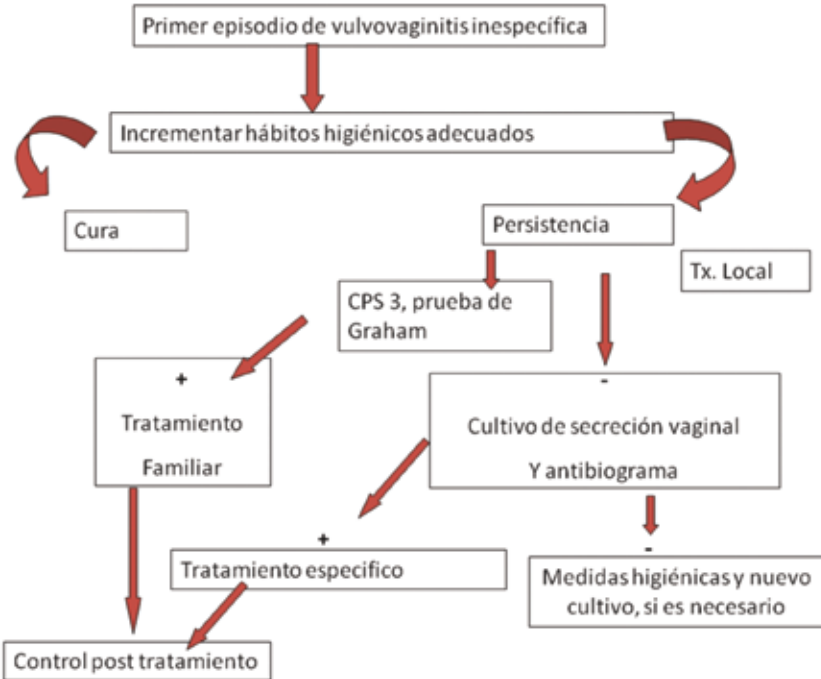 Primer episodio de vulvovaginitis inespecífica
Incrementar hábitos higiénicos adecuados
Cura
Persistencia
Tx. Local
CPS 3, prueba de
Graham
+
Tratamiento
Familiar
-
Cultivo de secreción vaginal
Y antibiograma
+
Tratamiento especifico
-
Medidas higiénicas y nuevo
cultivo, si es necesario
Control post tratamiento